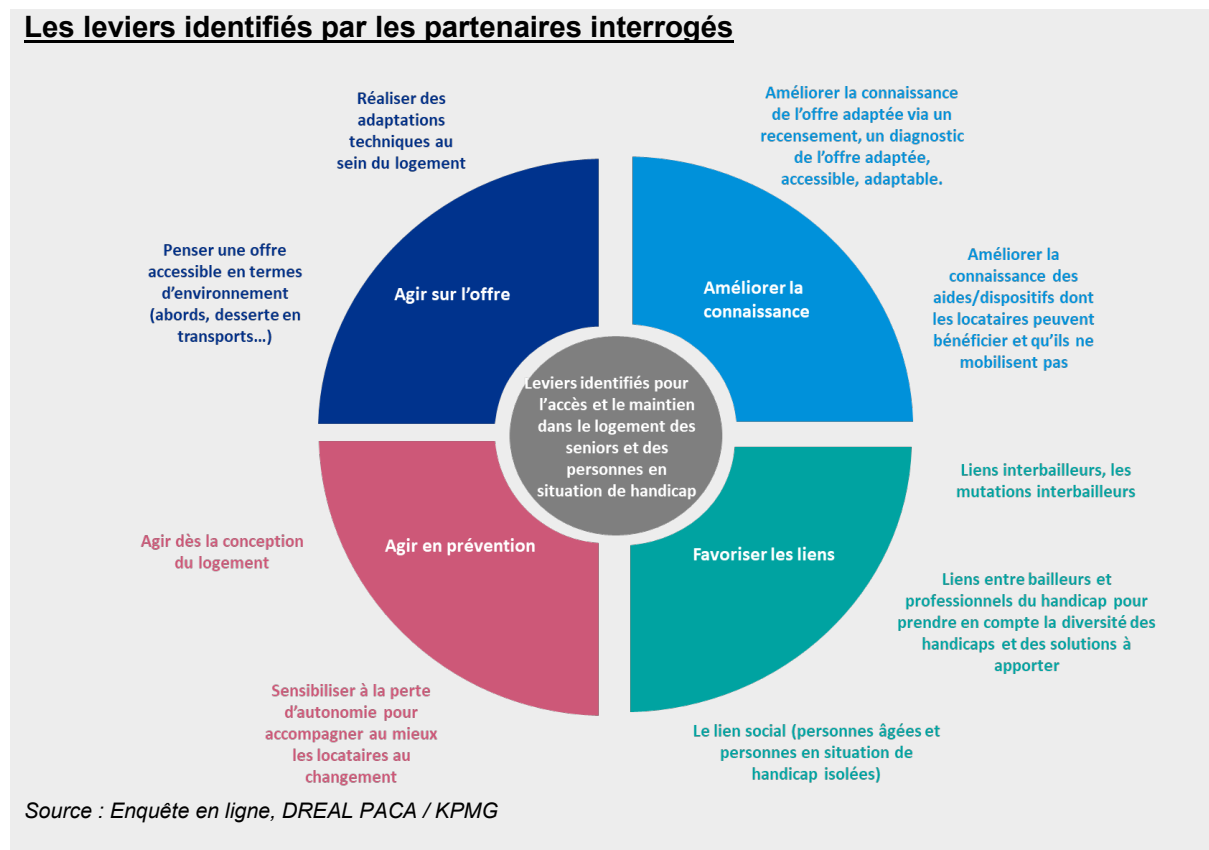 Les leviers identifiés par les partenaires interrogés
Réaliser des
adaptations
techniques au
sein du logement
Penser une offre
accessible en termes
d’environnement
(abords, desserte en
transports…)
Agir sur l’offre
Améliorer la connaissance
de l’offre adaptée via un
recensement, un diagnostic
de l’offre adaptée,
accessible, adaptable.
Améliorer la
connaissance des
aides/dispositifs dont
les locataires peuvent
bénéficier et qu’ils ne
mobilisent pas
Améliorer la
connaissance
Leviers identifiés pour
l’accès et le maintien
dans le logement des
seniors et des
personnes en
situation de handicap
Agir en prévention
Agir dès la conception
du logement
Sensibiliser à la perte
d’autonomie pour
accompagner au mieux
les locataires au
changement
Favoriser les liens
Liens interbailleurs, les
mutations interbailleurs
Liens entre bailleurs et
professionnels du handicap pour
prendre en compte la diversité des
handicaps et des solutions à
apporter
Le lien social (personnes âgées et
personnes en situation de
handicap isolées)
Source : Enquête en ligne, DREAL PACA / KPMG